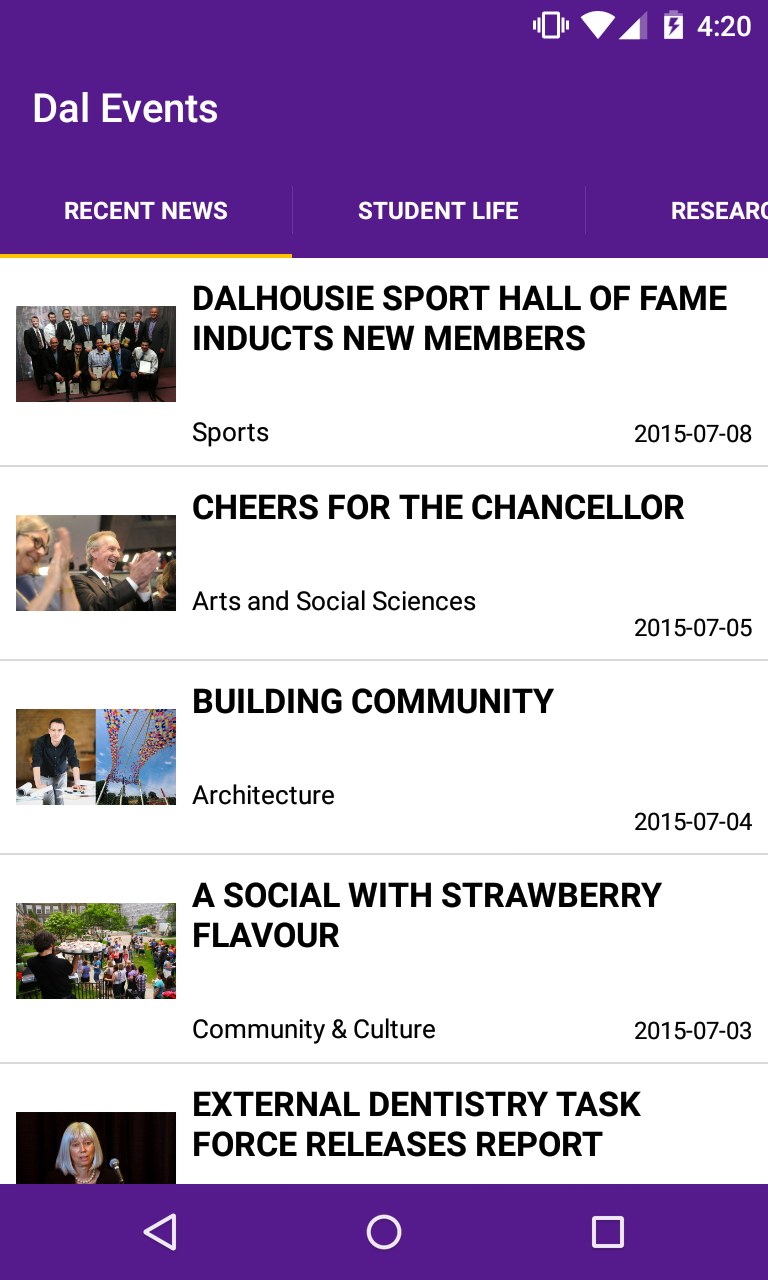 4:20
Dal Events
RECENT NEWS
STUDENT LIFE
RESEARC
DALHOUSIE SPORT HALL OF FAME
INDUCTS NEW MEMBERS
Sports
2015-07-08
CHEERS FOR THE CHANCELLOR
Arts and Social Sciences
2015-07-05
BUILDING COMMUNITY
Architecture
2015-07-04
A SOCIAL WITH STRAWBERRY
FLAVOUR
Community & Culture
2015-07-03
EXTERNAL DENTISTRY TASK
FORCE RELEASES REPORT